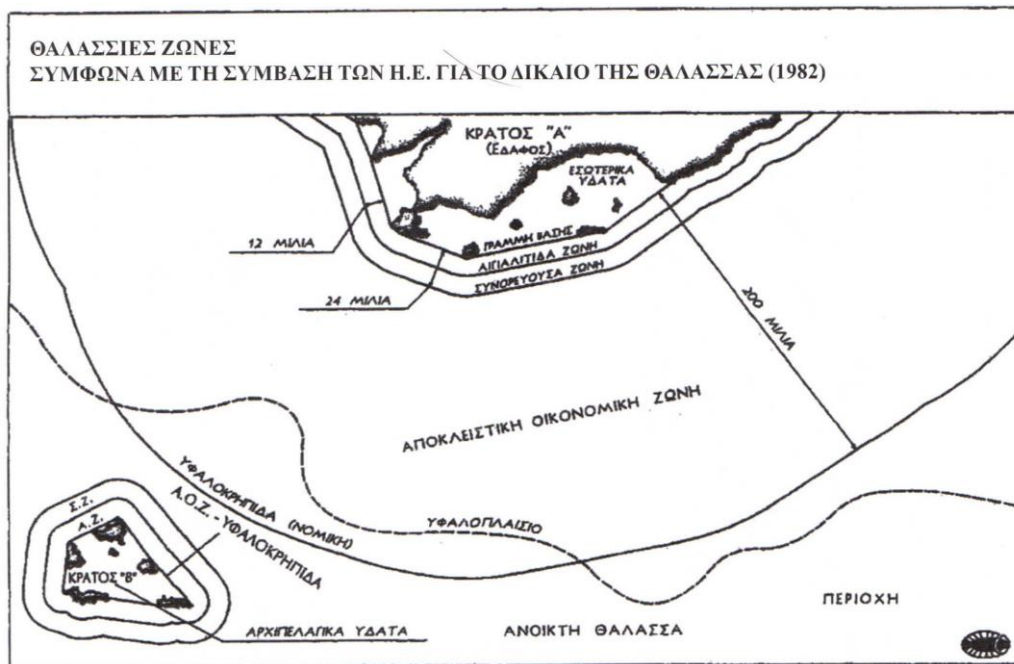 ΘΑΛΑΣΣΙΕΣ ΖΩΝΕΣ
ΣΥΜΦΩΝΑ ΜΕ ΤΗ ΣΥΜΒΑΣΗ ΤΩΝ Η.Ε. ΓΙΑ ΤΟ ΔΙΚΑΙΟ ΤΗΣ ΘΑΛΑΣΣΑΣ (1982)
ΚΡΑΤΟΣ "Α"
(ΕΔΑΦΟΣ)
ΕΣΩΤΕΡΙΚΑ
ΥΔΑΤΑ
12 ΜΙΛΙΑ
ΓΡΑΜΜΗ ΒΑΣΗΣ
ΑΙΓΙΑΛΙΤΙΔΑ ΖΩΝΗ
ΣΥΝΟΡΕΥΟΥΣΑ ΖΩΝΗ
24 ΜΙΛΙΑ
200 ΜΙΛΙΑ
ΑΠΟΚΛΕΙΣΤΙΚΗ ΟΙΚΟΝΟΜΙΚΗ ΖΩΝΗ
ΥΦΑΛΟΚΡΗΠΙΔΑ (ΝΟΜΙΚΗ)
Α.Ο.Ζ. - ΥΦΑΛΟΚΡΗΠΙΔΑ
ΥΦΑΛΟΠΛΑΙΣΙΟ
Σ.Ζ.
Α.Ζ.
ΚΡΑΤΟΣ "Β"
ΑΡΧΙΠΕΛΑΓΙΚΑ ΥΔΑΤΑ
ΑΝΟΙΚΤΗ ΘΑΛΑΣΣΑ
ΠΕΡΙΟΧΗ